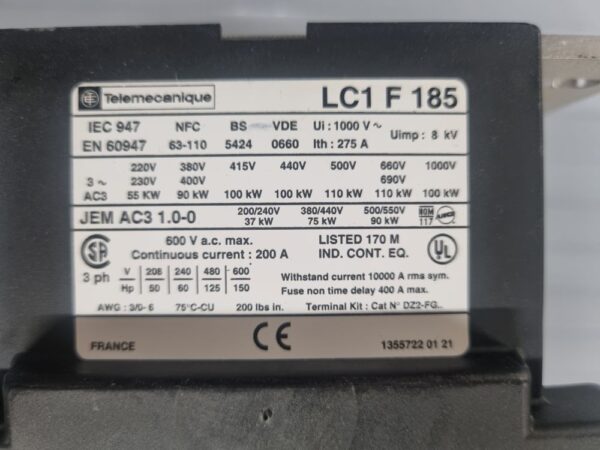 Telemecanique LC1 F 185
IEC 947 NFC BS VDE Ui : 1000 V ~
EN 60947 63-110 5424 0660 Ith : 275 A Uimp : 8 kV
220V 380V 415V 440V 500V 660V 1000V
3 ~ 230V 400V 690V
AC3 55 KW 90 kW 100 kW 100 kW 110 kW 110 kW 100 kW
JEM AC3 1.0-0 200/240V 380/440V 500/550V
37 kW 75 kW 90 kW 117
600 V a.c. max. LISTED 170 M
Continuous current : 200 A IND. CONT. EQ.
3 ph V 208 240 480 600
Hp 50 60 125 150
Withstand current 10000 A rms sym.
Fuse non time delay 400 A max.
AWG : 3/0- 6 75°C-CU 200 lbs in. Terminal Kit : Cat N° DZ2-FG..
FRANCE CE 1355722 01 21